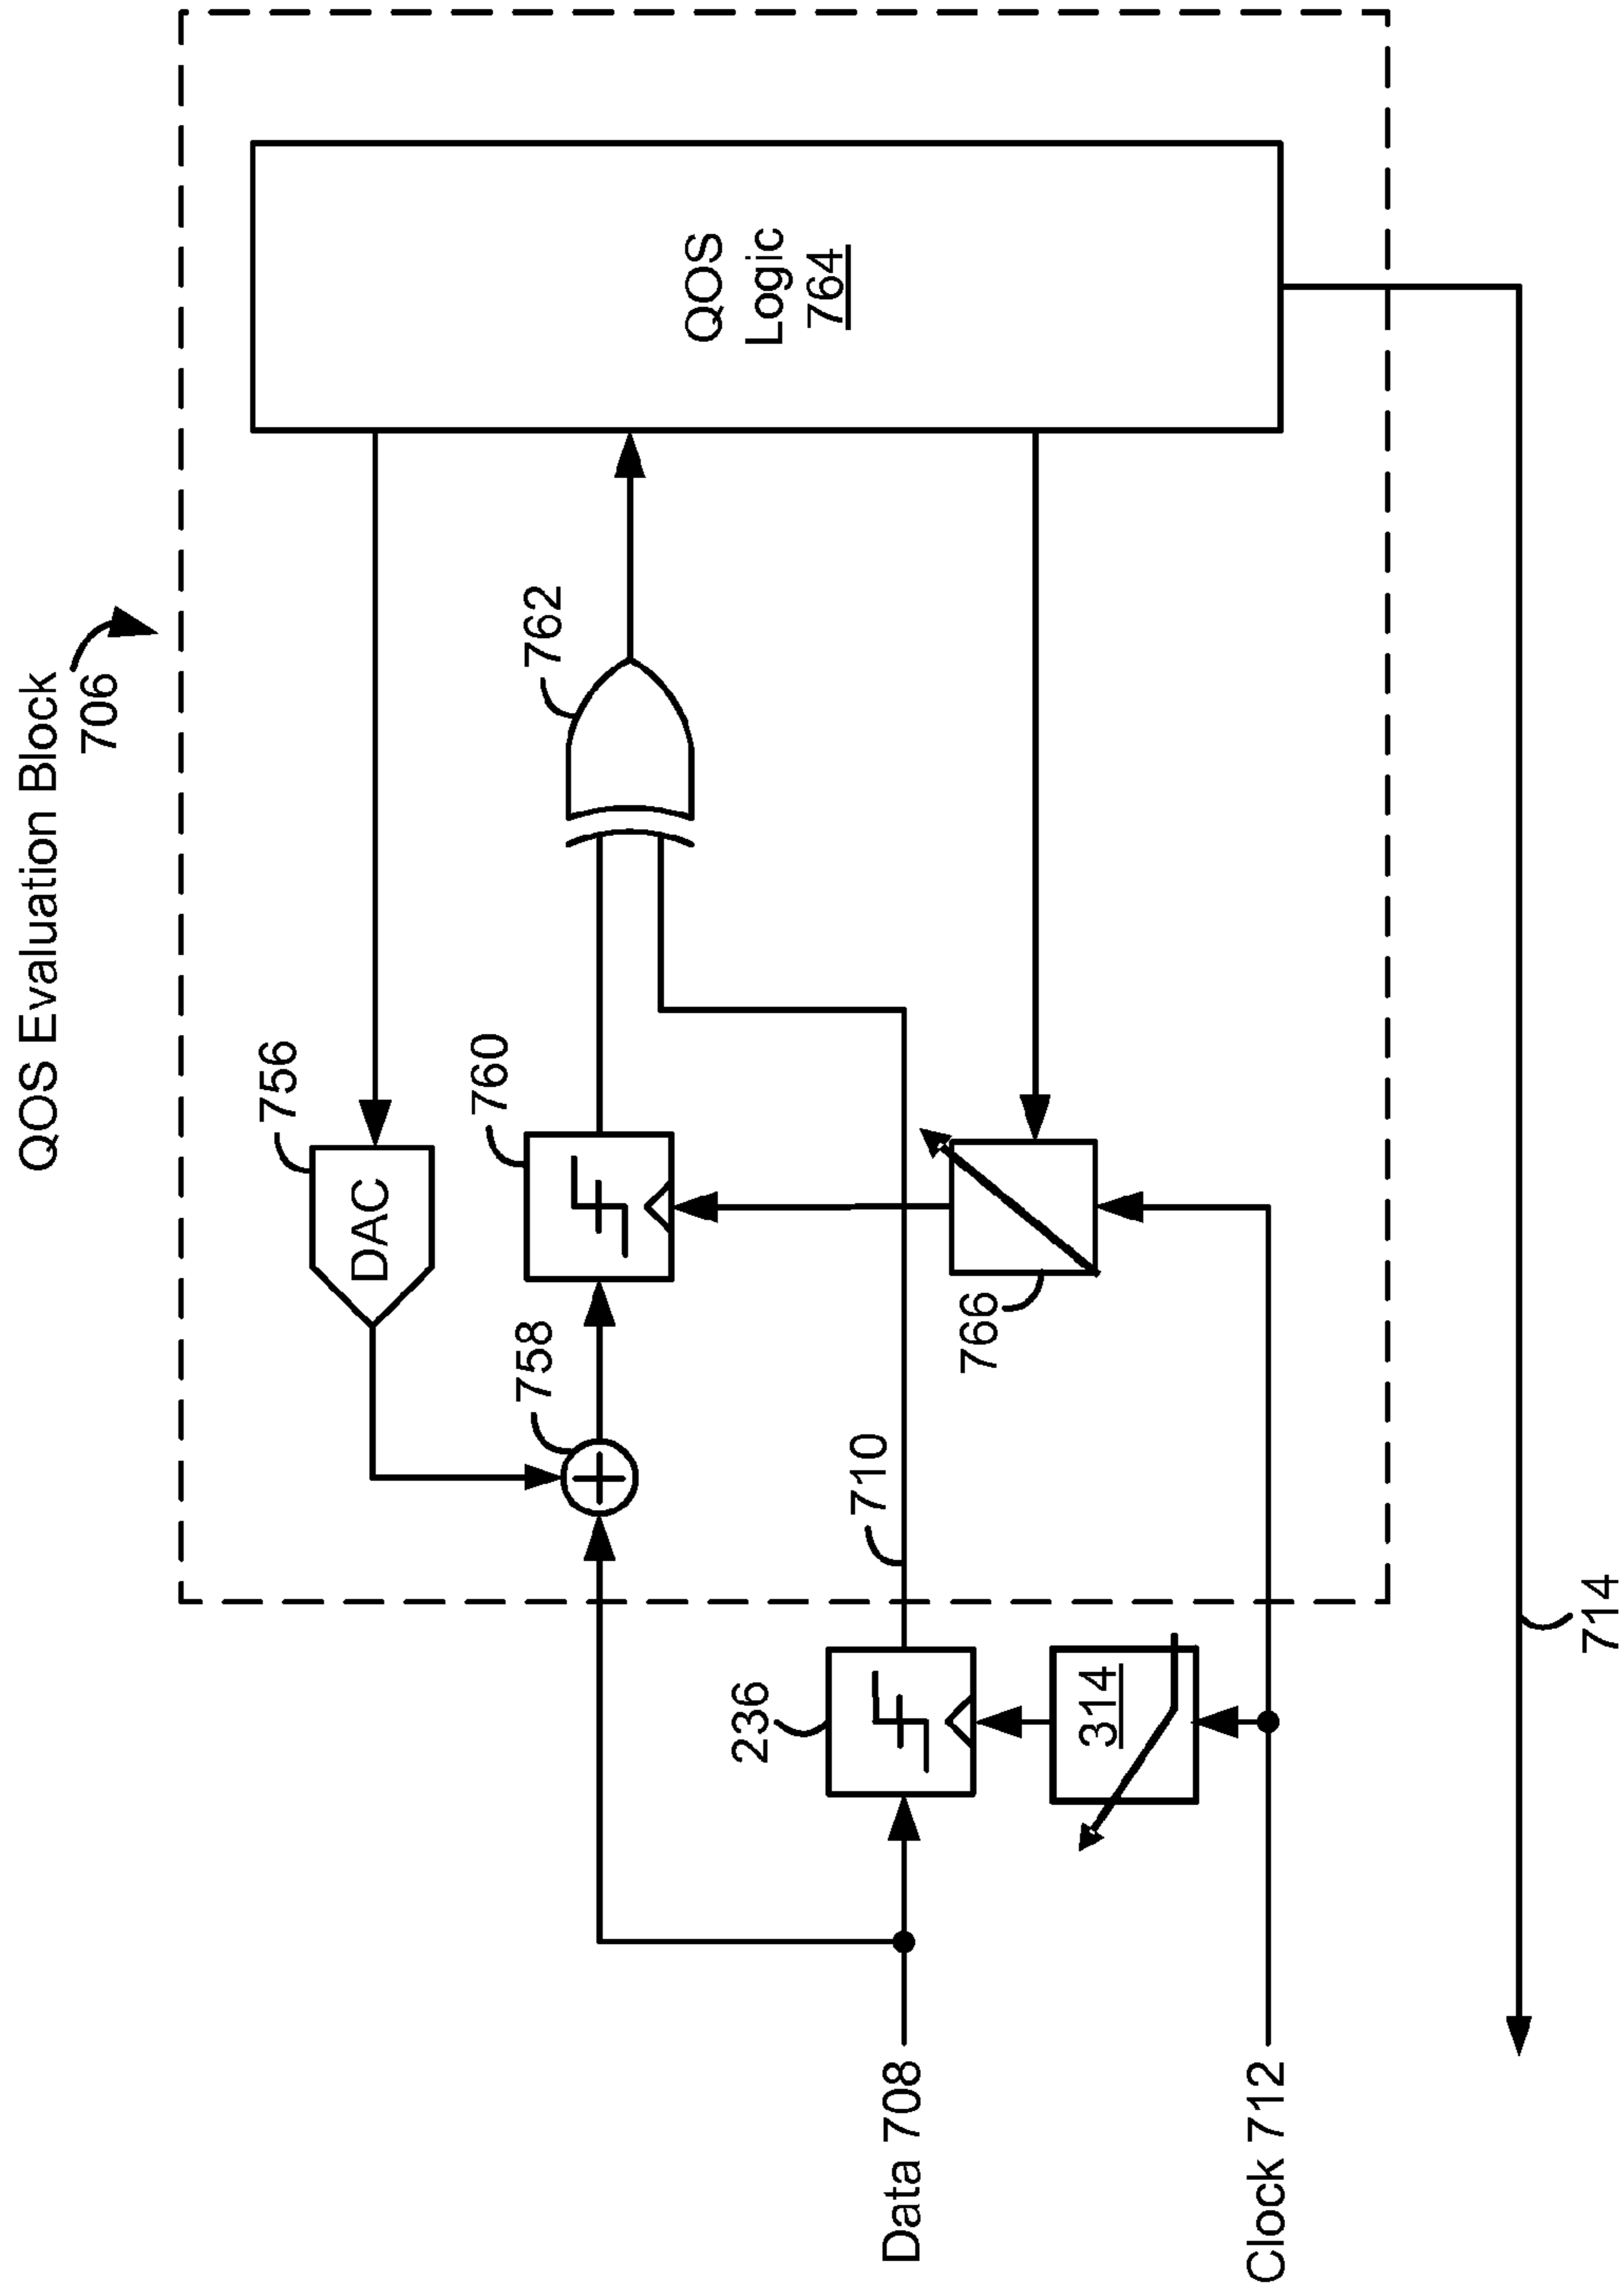 QOS Evaluation Block
706
756
DAC
758
760
762
QOS
Logic
764
236
710
766
314
Data 708
Clock 712
714